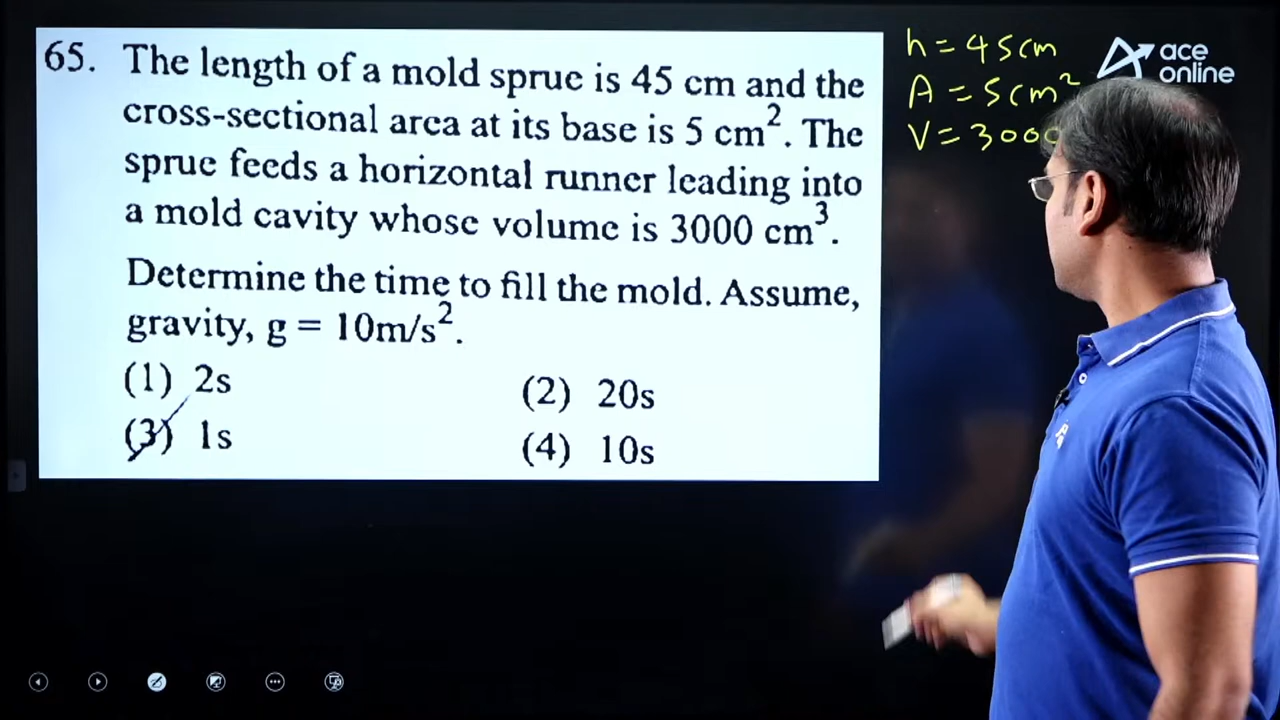 65. The length of a mold sprue is 45 cm and the
cross-sectional area at its base is 5 cm². The
sprue feeds a horizontal runner leading into
a mold cavity whose volume is 3000 cm³.
Determine the time to fill the mold. Assume,
gravity, g = 10m/s².
(1) 2s (2) 20s
(3) 1s (4) 10s
h = 45cm
A = 5cm²
V = 3000
ace
online